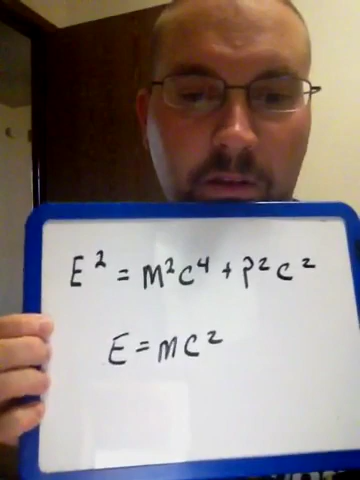 E² = m²c⁴ + p²c²
E = mc²